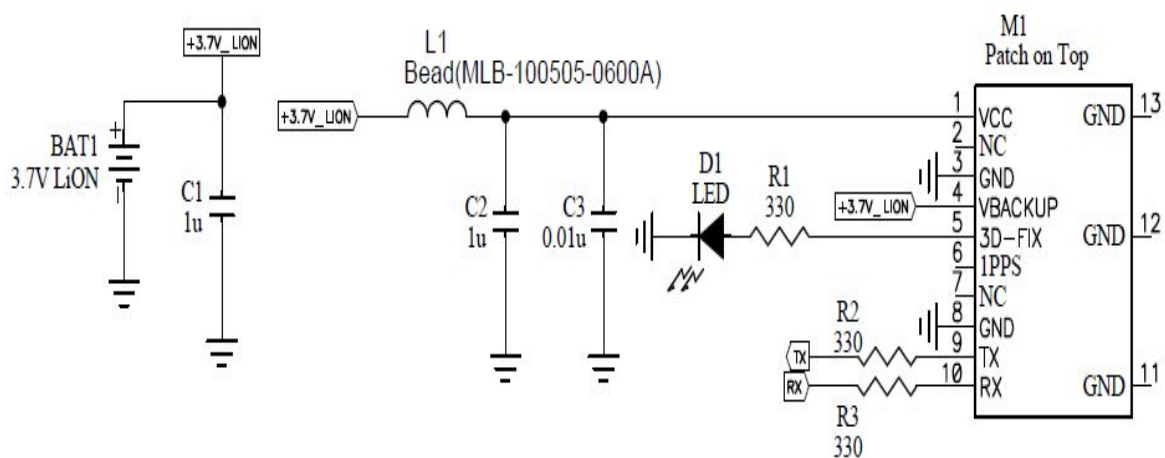 M1
Patch on Top
+3.7V_LION
L1
Bead(MLB-100505-0600A)
+3.7V_LION
BAT1
3.7V LiON
+
-
C1
1u
C2
1u
C3
0.01u
D1
LED
R1
330
+3.7V_LION
R2
330
TX
RX
R3
330
1 VCC
2 NC
3 GND
4 VBACKUP
5 3D-FIX
6 1PPS
7 NC
8 GND
9 TX
10 RX
GND 13
GND 12
GND 11